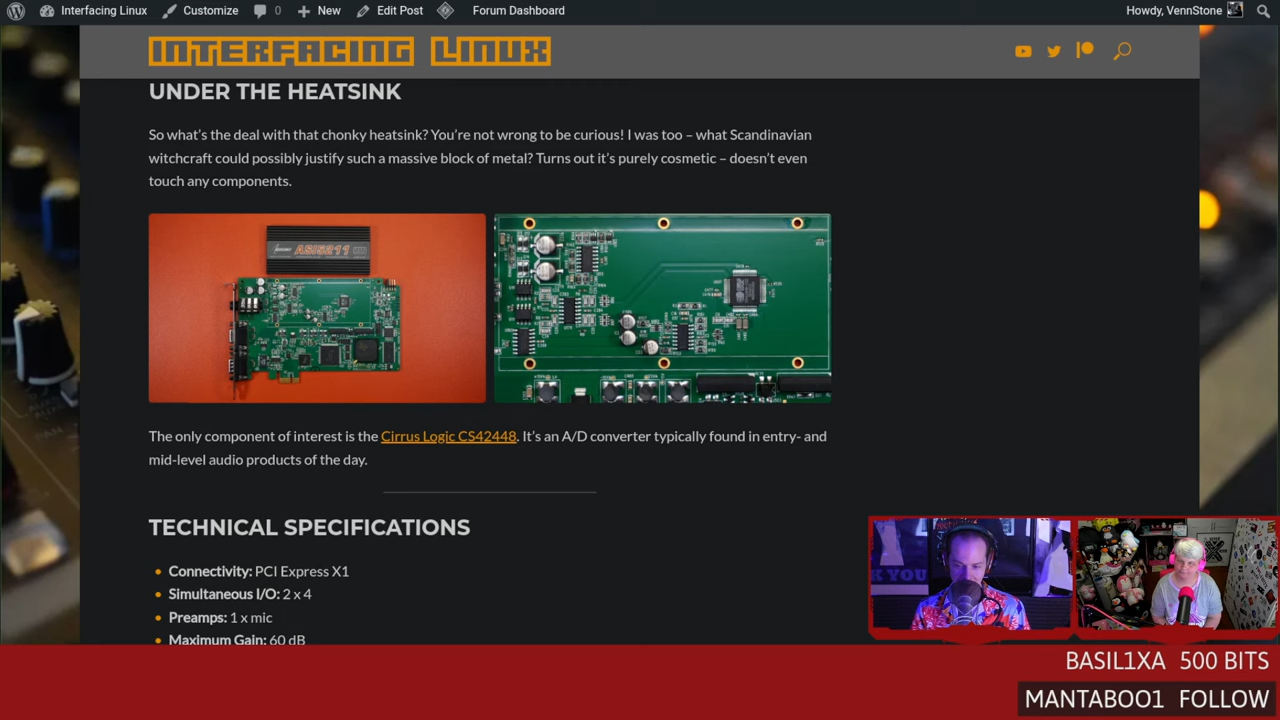 Interfacing Linux Customize 0 New Edit Post Forum Dashboard Howdy, VennStone
INTERFACING LINUX
UNDER THE HEATSINK
So what's the deal with that chonky heatsink? You're not wrong to be curious! I was too – what Scandinavian
witchcraft could possibly justify such a massive block of metal? Turns out it's purely cosmetic – doesn't even
touch any components.
ASI5211
The only component of interest is the Cirrus Logic CS42448. It's an A/D converter typically found in entry- and
mid-level audio products of the day.
TECHNICAL SPECIFICATIONS
Connectivity: PCI Express X1
Simultaneous I/O: 2 x 4
Preamps: 1 x mic
Maximum Gain: 60 dB
BASIL1XA 500 BITS
MANTABOO1 FOLLOW